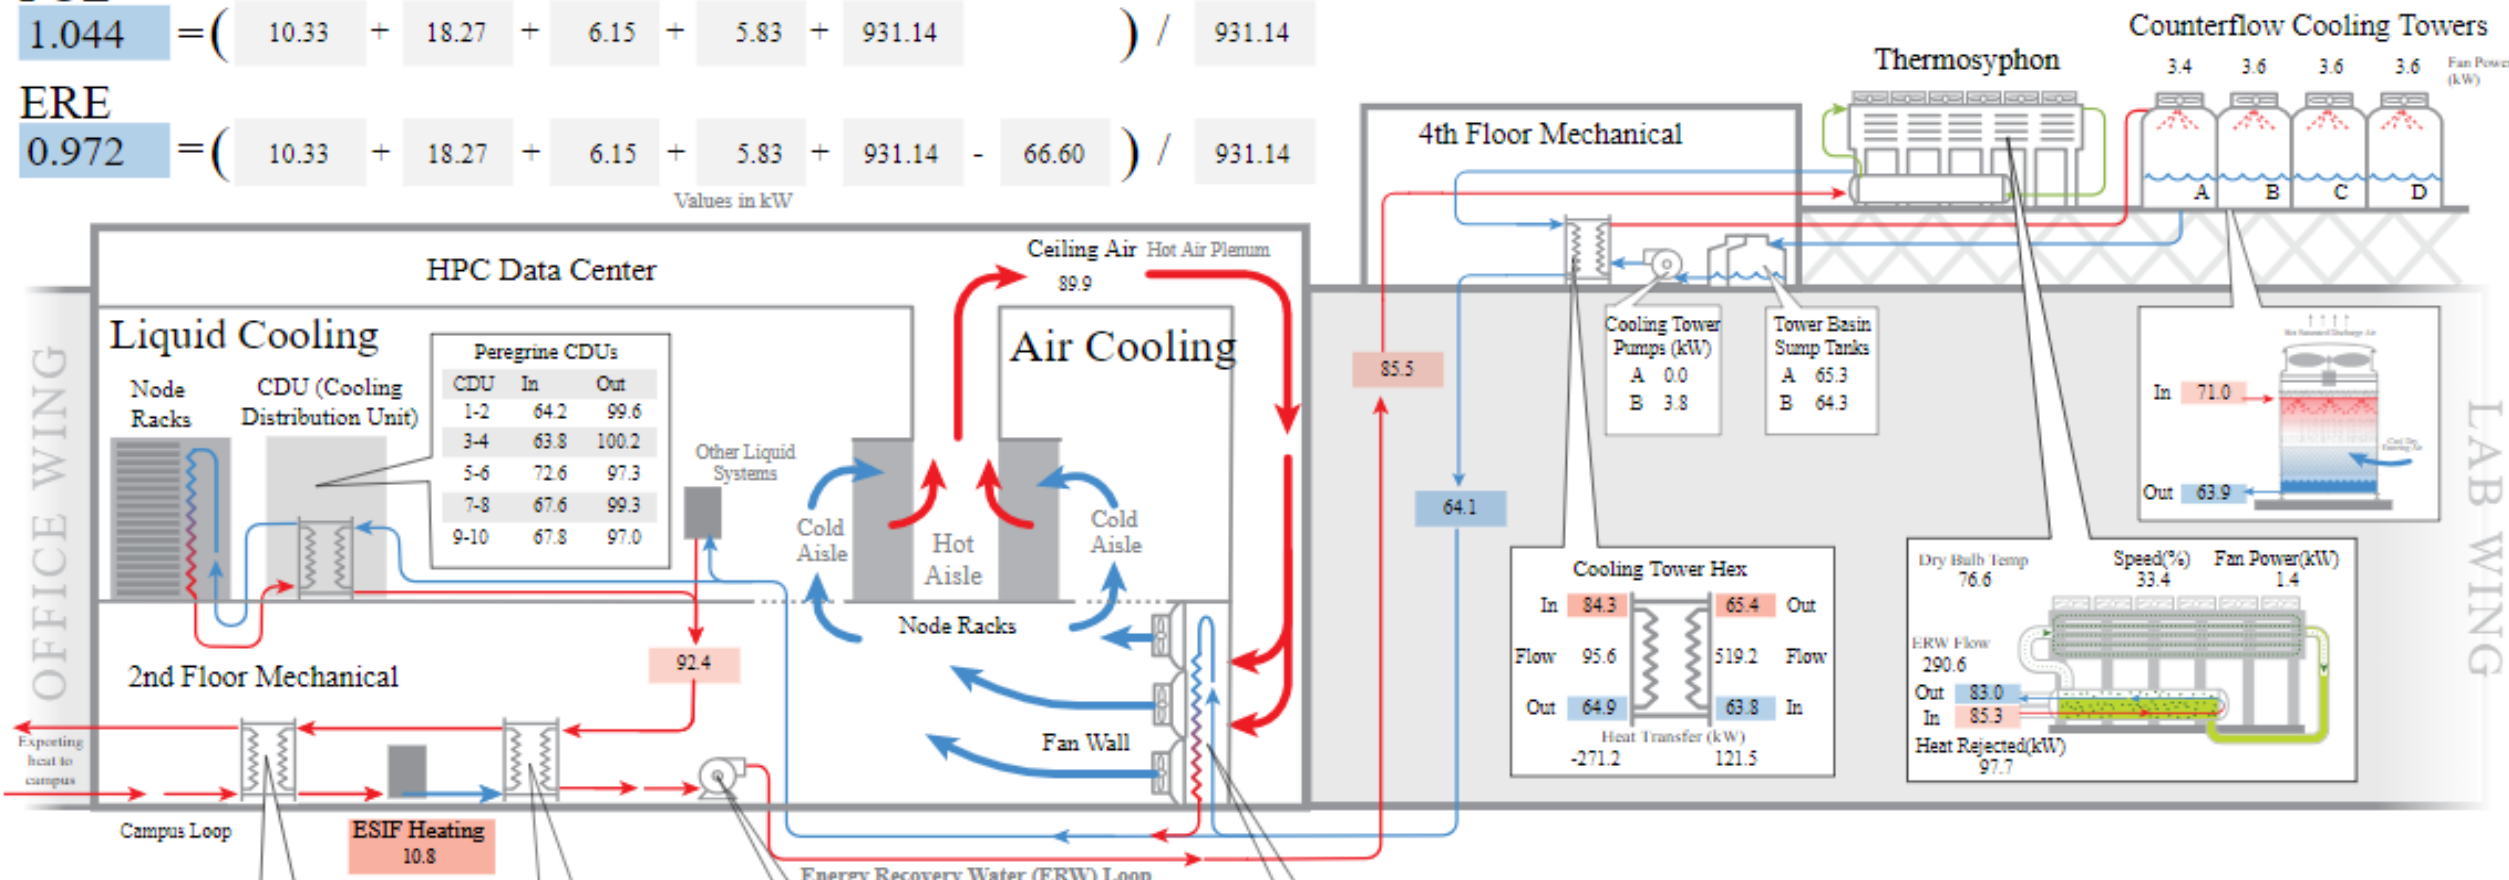 1.044 =( 10.33 + 18.27 + 6.15 + 5.83 + 931.14 ) / 931.14
ERE
0.972 =( 10.33 + 18.27 + 6.15 + 5.83 + 931.14 - 66.60 ) / 931.14
Values in kW
Counterflow Cooling Towers
3.4 3.6 3.6 3.6 Fan Power
(kW)
A B C D
Thermosyphon
4th Floor Mechanical
HPC Data Center
Ceiling Air Hot Air Plenum
89.9
Liquid Cooling
Air Cooling
Node
Racks
CDU (Cooling
Distribution Unit)
Peregrine CDUs
CDU In Out
1-2 64.2 99.6
3-4 63.8 100.2
5-6 72.6 97.3
7-8 67.6 99.3
9-10 67.8 97.0
Other Liquid
Systems
Cold
Aisle
Hot
Aisle
Cold
Aisle
Node Racks
Fan Wall
OFFICE WING
LAB WING
2nd Floor Mechanical
92.4
Exporting
heat to
campus
Campus Loop
ESIF Heating
10.8
Energy Recovery Water (ERW) Loop
85.5
64.1
Cooling Tower
Pumps (kW)
A 0.0
B 3.8
Tower Basin
Sump Tanks
A 65.3
B 64.3
Cooling Tower Hex
In 84.3 65.4 Out
Flow 95.6 519.2 Flow
Out 64.9 63.8 In
Heat Transfer (kW)
-271.2 121.5
In 71.0
Out 63.9
Dry Bulb Temp Speed(%) Fan Power(kW)
76.6 33.4 1.4
ERW Flow
290.6
Out 83.0
In 85.3
Heat Rejected(kW)
97.7